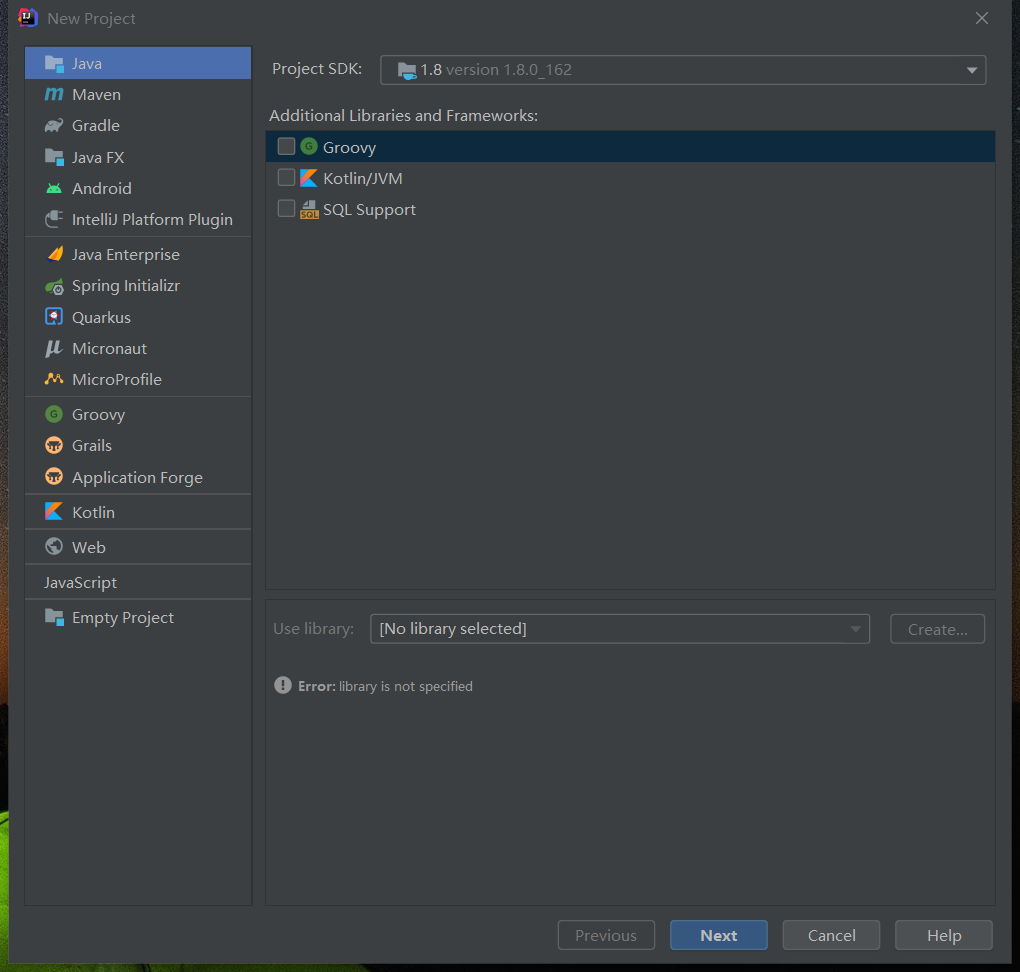 New Project
Java
Maven
Gradle
Java FX
Android
IntelliJ Platform Plugin
Java Enterprise
Spring Initializr
Quarkus
Micronaut
MicroProfile
Groovy
Grails
Application Forge
Kotlin
Web
JavaScript
Empty Project
Project SDK: 1.8 version 1.8.0_162
Additional Libraries and Frameworks:
Groovy
Kotlin/JVM
SQL Support
Use library: [No library selected] Create...
Error: library is not specified
Previous Next Cancel Help